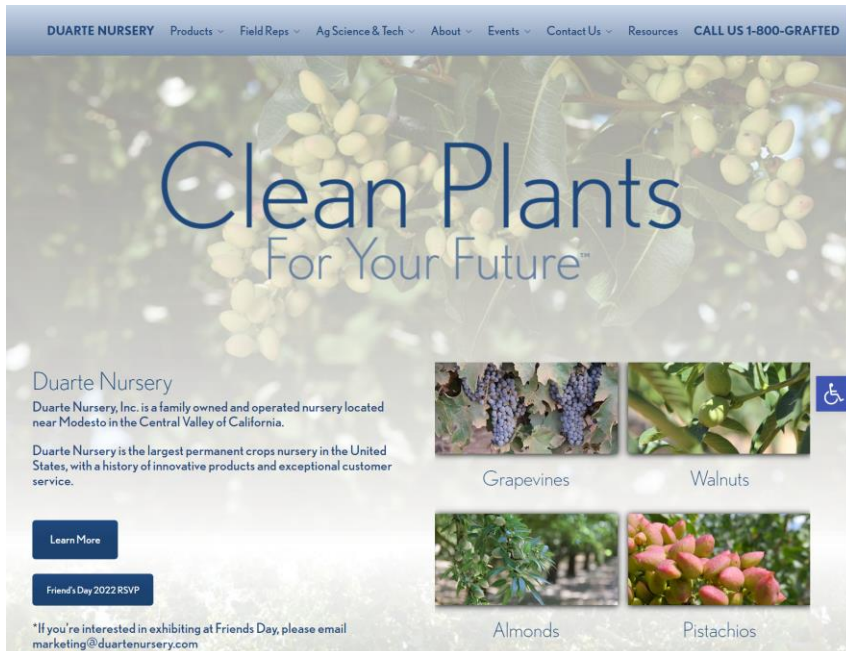 DUARTE NURSERY Products Field Reps Ag Science & Tech About Events Contact Us Resources CALL US 1-800-GRAFTED
Clean Plants
For Your Future™
Duarte Nursery
Duarte Nursery, Inc. is a family owned and operated nursery located
near Modesto in the Central Valley of California.
Duarte Nursery is the largest permanent crops nursery in the United
States, with a history of innovative products and exceptional customer
service.
Learn More
Friend's Day 2022 RSVP
*If you're interested in exhibiting at Friends Day, please email
marketing@duartenursery.com
Grapevines
Walnuts
Almonds
Pistachios